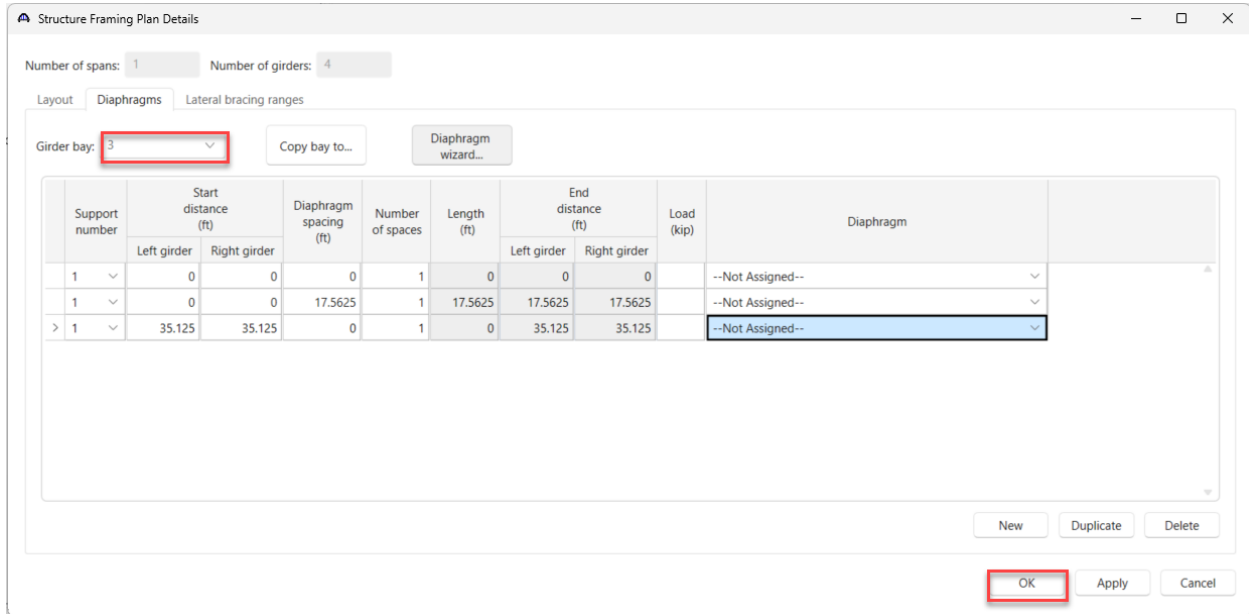 Structure Framing Plan Details
Number of spans: 1 Number of girders: 4
Layout Diaphragms Lateral bracing ranges
Girder bay: 3 Copy bay to... Diaphragm
wizard...
Support
number Start
distance
(ft) Diaphragm
spacing
(ft) Number
of spaces Length
(ft) End
distance
(ft) Load
(kip) Diaphragm
Left girder Right girder Left girder Right girder
1 0 0 0 1 0 0 0 --Not Assigned--
1 0 0 17.5625 1 17.5625 17.5625 17.5625 --Not Assigned--
> 1 35.125 35.125 0 1 0 35.125 35.125 --Not Assigned--
New Duplicate Delete
OK Apply Cancel